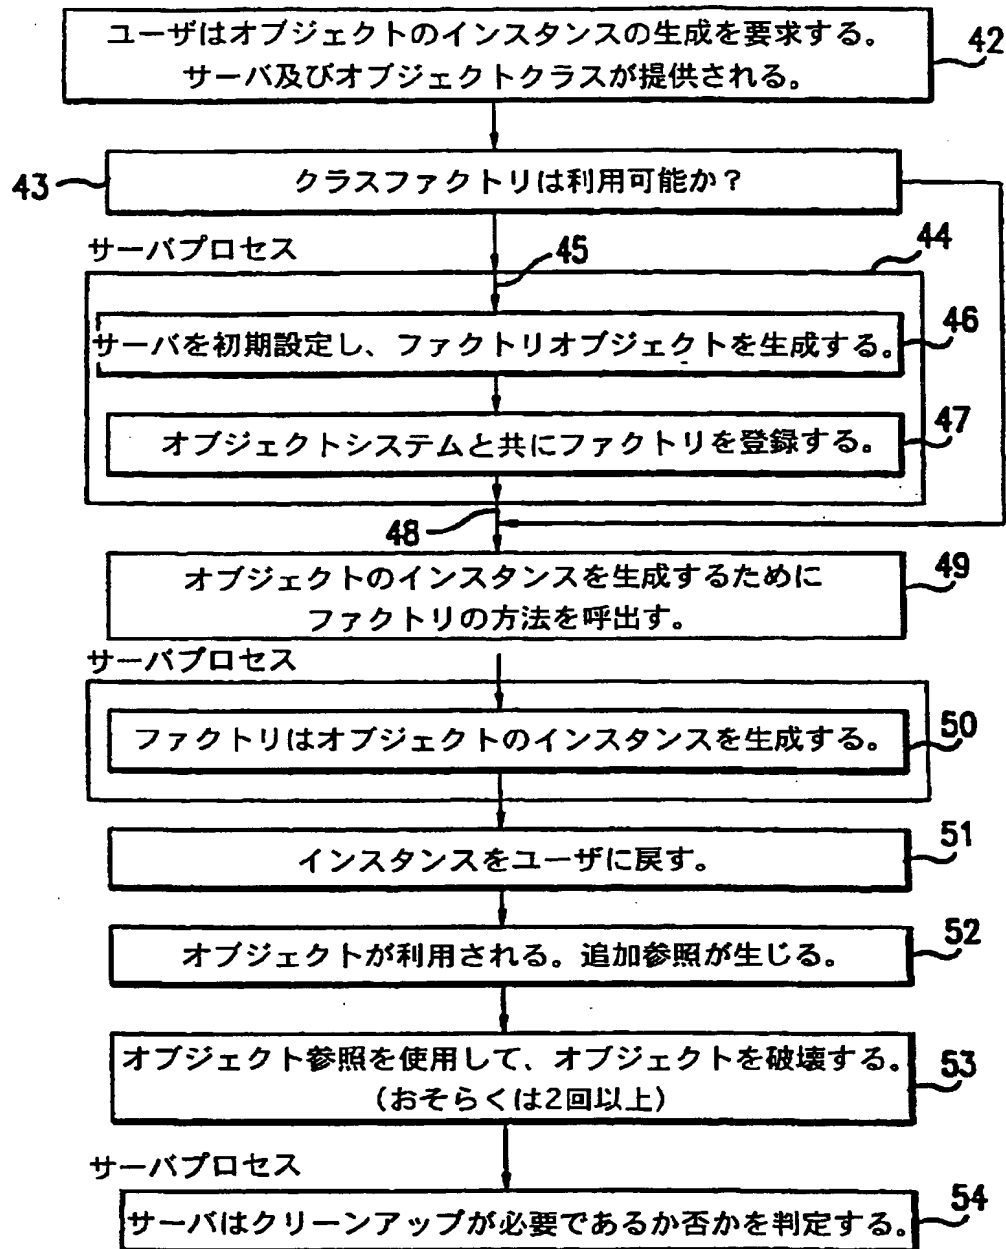 ユーザはオブジェクトのインスタンスの生成を要求する。
サーバ及びオブジェクトクラスが提供される。
42
43
クラスファクトリは利用可能か?
サーバプロセス
45
44
サーバを初期設定し、ファクトリオブジェクトを生成する。
46
オブジェクトシステムと共にファクトリを登録する。
47
48
オブジェクトのインスタンスを生成するために
ファクトリの方法を呼出す。
49
サーバプロセス
ファクトリはオブジェクトのインスタンスを生成する。
50
インスタンスをユーザに戻す。
51
オブジェクトが利用される。追加参照が生じる。
52
オブジェクト参照を使用して、オブジェクトを破壊する。
(おそらくは2回以上)
53
サーバプロセス
サーバはクリーンアップが必要であるか否かを判定する。
54